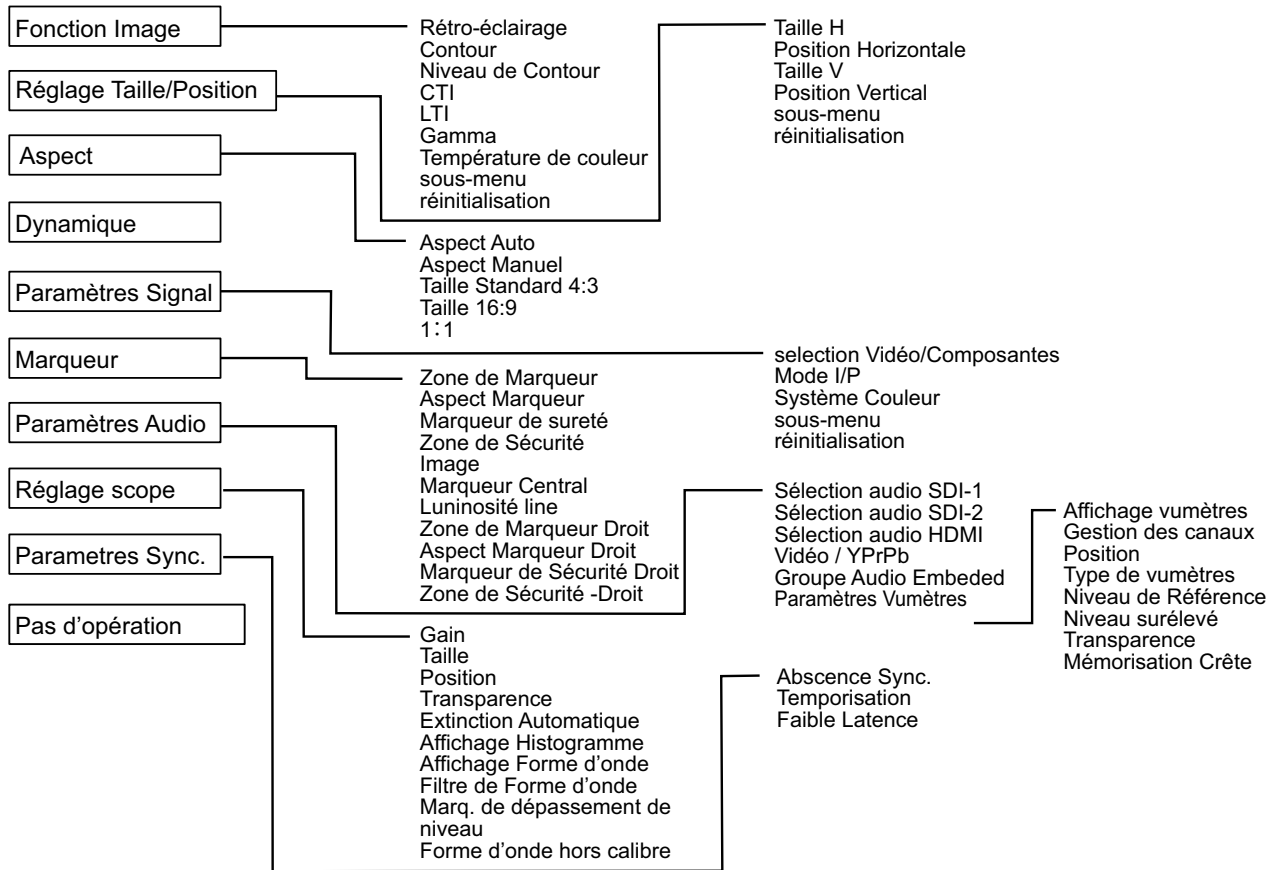 Fonction Image
Réglage Taille/Position
Aspect
Dynamique
Paramètres Signal
Marqueur
Paramètres Audio
Réglage scope
Parametres Sync.
Pas d'opération
Rétro-éclairage
Contour
Niveau de Contour
CTI
LTI
Gamma
Température de couleur
sous-menu
réinitialisation
Taille H
Position Horizontale
Taille V
Position Vertical
sous-menu
réinitialisation
Aspect Auto
Aspect Manuel
Taille Standard 4:3
Taille 16:9
1:1
selection Vidéo/Composantes
Mode I/P
Système Couleur
sous-menu
réinitialisation
Zone de Marqueur
Aspect Marqueur
Marqueur de sureté
Zone de Sécurité
Image
Marqueur Central
Luninosité line
Zone de Marqueur Droit
Aspect Marqueur Droit
Marqueur de Sécurité Droit
Zone de Sécurité -Droit
Sélection audio SDI-1
Sélection audio SDI-2
Sélection audio HDMI
Vidéo / YPrPb
Groupe Audio Embeded
Paramètres Vumètres
Affichage vumètres
Gestion des canaux
Position
Type de vumètres
Niveau de Référence
Niveau surélevé
Transparence
Mémorisation Crête
Gain
Taille
Position
Transparence
Extinction Automatique
Affichage Histogramme
Affichage Forme d'onde
Filtre de Forme d'onde
Marq. de dépassement de
niveau
Forme d'onde hors calibre
Abscence Sync.
Temporisation
Faible Latence